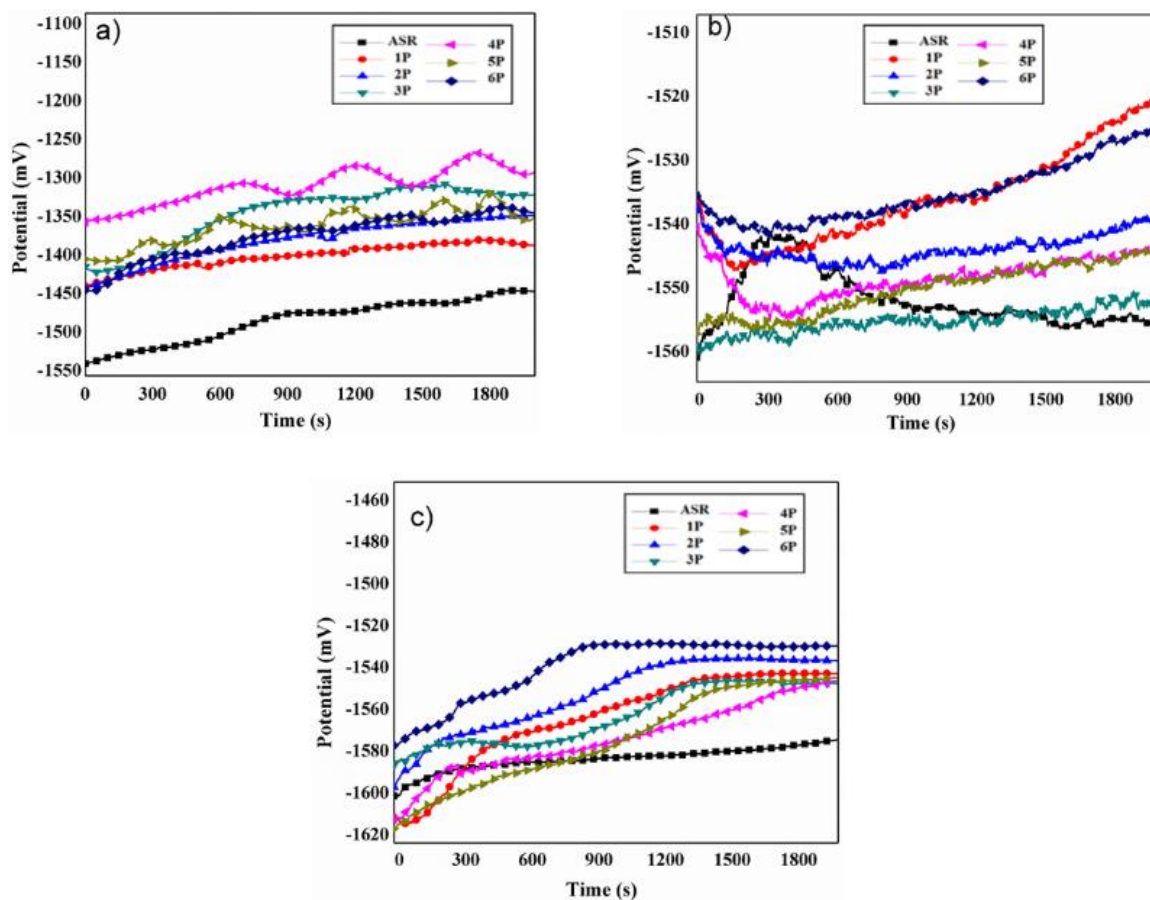 a)
-1100
-1150
-1200
-1250
-1300
-1350
-1400
-1450
-1500
-1550
Potential (mV)
ASR 4P
1P 5P
2P 6P
3P
0 300 600 900 1200 1500 1800
Time (s)
b)
-1510
-1520
-1530
-1540
-1550
-1560
Potential (mV)
ASR 4P
1P 5P
2P 6P
3P
0 300 600 900 1200 1500 1800
Time (s)
c)
-1460
-1480
-1500
-1520
-1540
-1560
-1580
-1600
-1620
Potential (mV)
ASR 4P
1P 5P
2P 6P
3P
0 300 600 900 1200 1500 1800
Time (s)